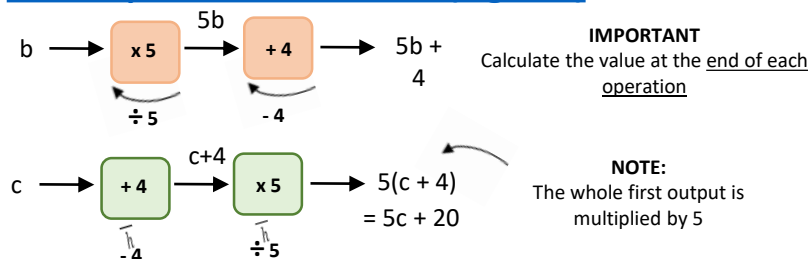 5b
b
x 5
+ 4
5b +
4
÷ 5
- 4
IMPORTANT
Calculate the value at the end of each
operation
c+4
c
+ 4
x 5
5(c + 4)
= 5c + 20
- 4
÷ 5
NOTE:
The whole first output is
multiplied by 5